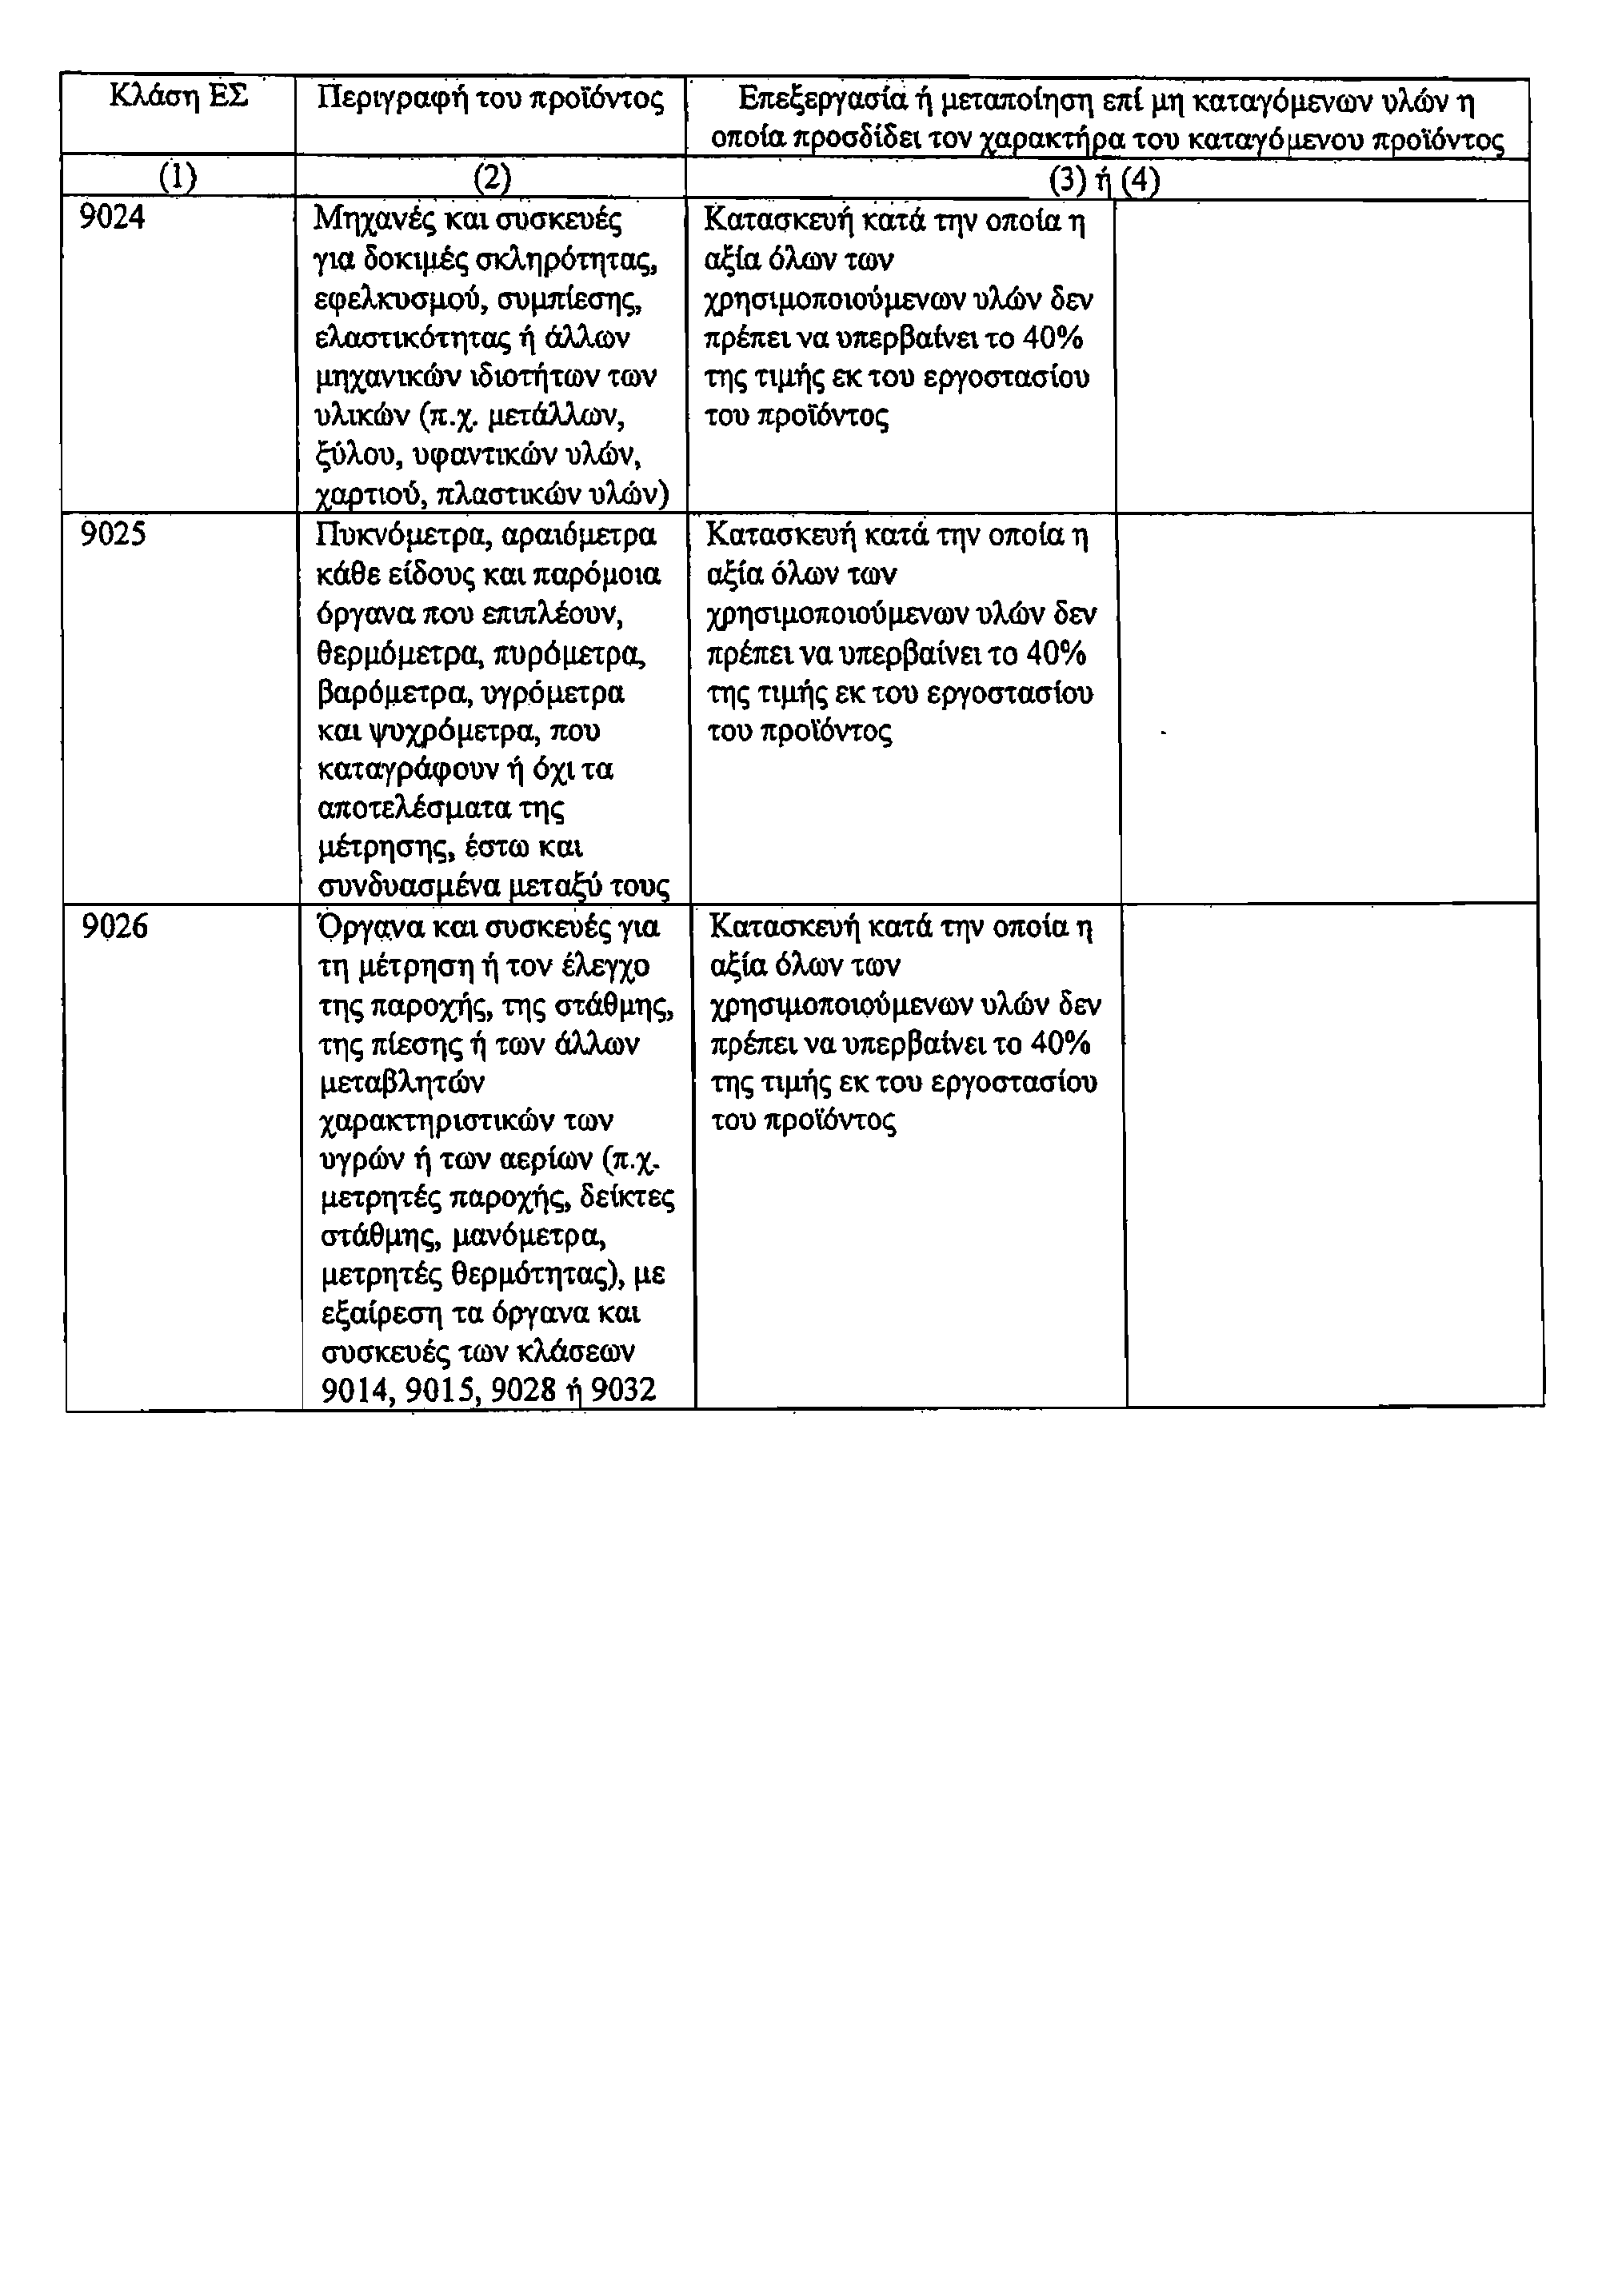 Κλάση ΕΣ
Περιγραφή του προϊόντος
Επεξεργασία ή μεταποίηση επί μη καταγόμενων υλών η
οποία προσδίδει τον χαρακτήρα του καταγόμενου προϊόντος
(1)
(2)
(3) ή (4)
9024
Μηχανές και συσκευές
για δοκιμές σκληρότητας,
εφελκυσμού, συμπίεσης,
ελαστικότητας ή άλλων
μηχανικών ιδιοτήτων των
υλικών (π.χ. μετάλλων,
ξύλου, υφαντικών υλών,
χαρτιού, πλαστικών υλών)
Κατασκευή κατά την οποία η
αξία όλων των
χρησιμοποιούμενων υλών δεν
πρέπει να υπερβαίνει το 40%
της τιμής εκ του εργοστασίου
του προϊόντος
9025
Πυκνόμετρα, αραιόμετρα
κάθε είδους και παρόμοια
όργανα που επιπλέουν,
θερμόμετρα, πυρόμετρα,
βαρόμετρα, υγρόμετρα
και ψυχρόμετρα, που
καταγράφουν ή όχι τα
αποτελέσματα της
μέτρησης, έστω και
συνδυασμένα μεταξύ τους
Κατασκευή κατά την οποία η
αξία όλων των
χρησιμοποιούμενων υλών δεν
πρέπει να υπερβαίνει το 40%
της τιμής εκ του εργοστασίου
του προϊόντος
9026
Όργανα και συσκευές για
τη μέτρηση ή τον έλεγχο
της παροχής, της στάθμης,
της πίεσης ή των άλλων
μεταβλητών
χαρακτηριστικών των
υγρών ή των αερίων (π.χ.
μετρητές παροχής, δείκτες
στάθμης, μανόμετρα,
μετρητές θερμότητας), με
εξαίρεση τα όργανα και
συσκευές των κλάσεων
9014, 9015, 9028 ή 9032
Κατασκευή κατά την οποία η
αξία όλων των
χρησιμοποιούμενων υλών δεν
πρέπει να υπερβαίνει το 40%
της τιμής εκ του εργοστασίου
του προϊόντος